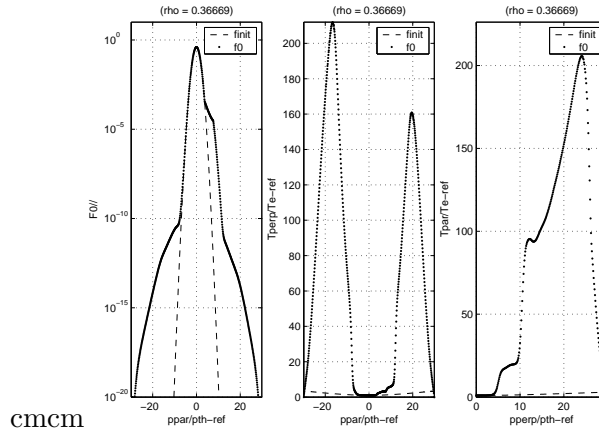 (rho = 0.36669)
(rho = 0.36669)
(rho = 0.36669)
finit
f0
finit
f0
finit
f0
F0//
10^0
10^-5
10^-10
10^-15
10^-20
-20 0 20
ppar/pth-ref
Tperp/Te-ref
200
180
160
140
120
100
80
60
40
20
0
-20 0 20
ppar/pth-ref
Tpar/Te-ref
200
150
100
50
0
0 10 20
pperp/pth-ref
cmcm